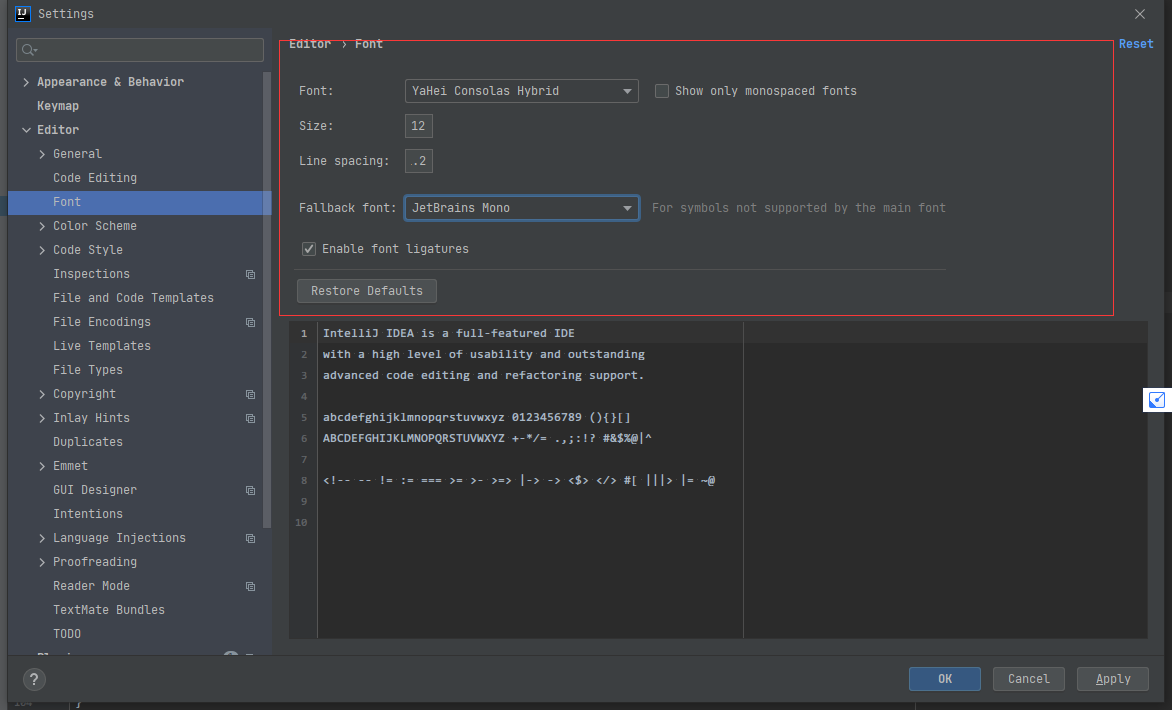 Settings
Editor › Font
Reset
Appearance & Behavior
Keymap
Editor
General
Code Editing
Font
Color Scheme
Code Style
Inspections
File and Code Templates
File Encodings
Live Templates
File Types
Copyright
Inlay Hints
Duplicates
Emmet
GUI Designer
Intentions
Language Injections
Proofreading
Reader Mode
TextMate Bundles
TODO
Font: YaHei Consolas Hybrid Show only monospaced fonts
Size: 12
Line spacing: .2
Fallback font: JetBrains Mono For symbols not supported by the main font
Enable font ligatures
Restore Defaults
1 IntelliJ IDEA is a full-featured IDE
2 with a high level of usability and outstanding
3 advanced code editing and refactoring support.
4
5 abcdefghijklmnopqrstuvwxyz 0123456789 (){}[]
6 ABCDEFGHIJKLMNOPQRSTUVWXYZ +-*/= .,;:!? #&$%@|^
7
8 <!-- -- != := === >= >- >=> |-> -> <$> </> #[ |||> |= ~@
9
10
?
OK
Cancel
Apply